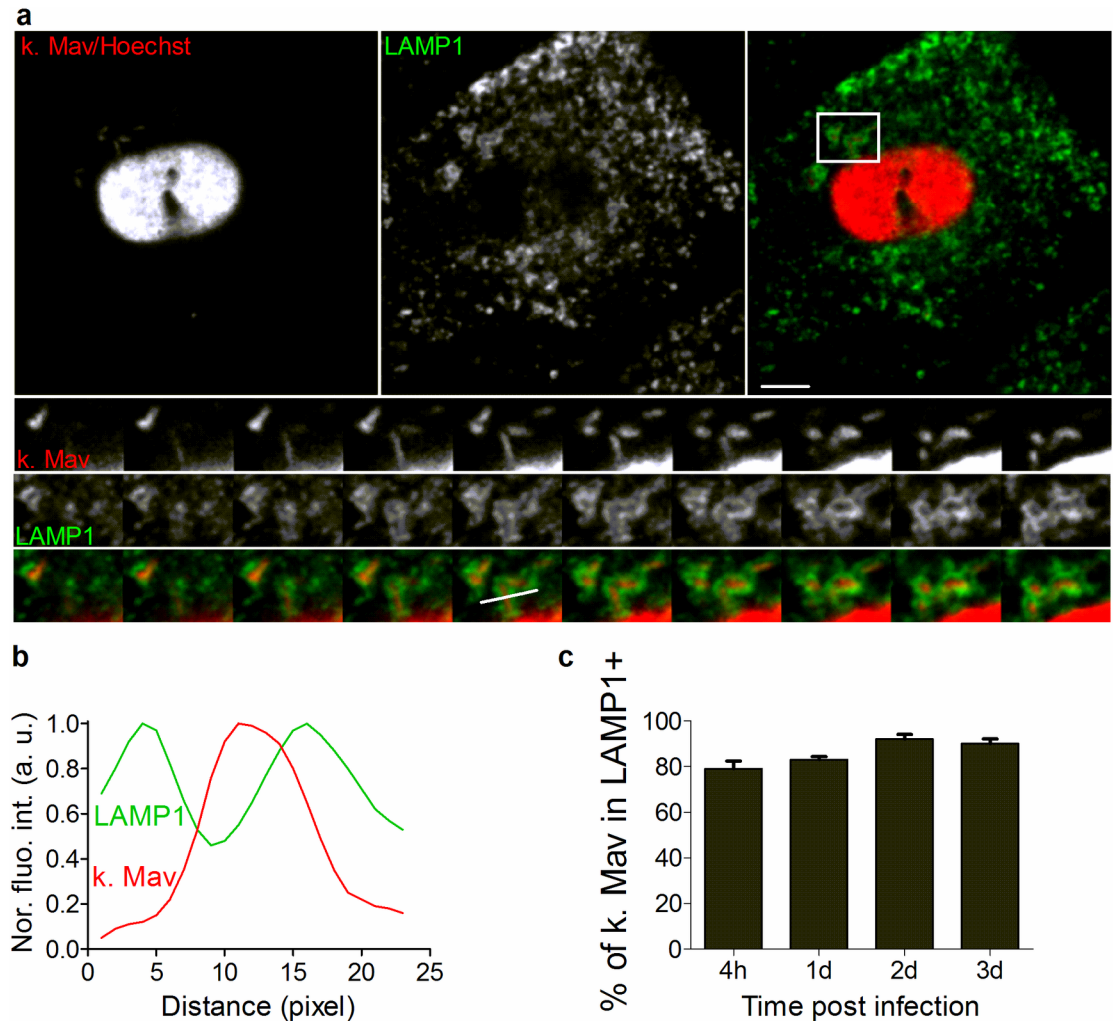 a
k. Mav/Hoechst
LAMP1
k. Mav
LAMP1
b
Nor. fluo. int. (a. u.)
1.0
0.8
0.6
0.4
0.2
0.0
LAMP1
k. Mav
0 5 10 15 20 25
Distance (pixel)
c
% of k. Mav in LAMP1+
100
80
60
40
20
0
4h 1d 2d 3d
Time post infection